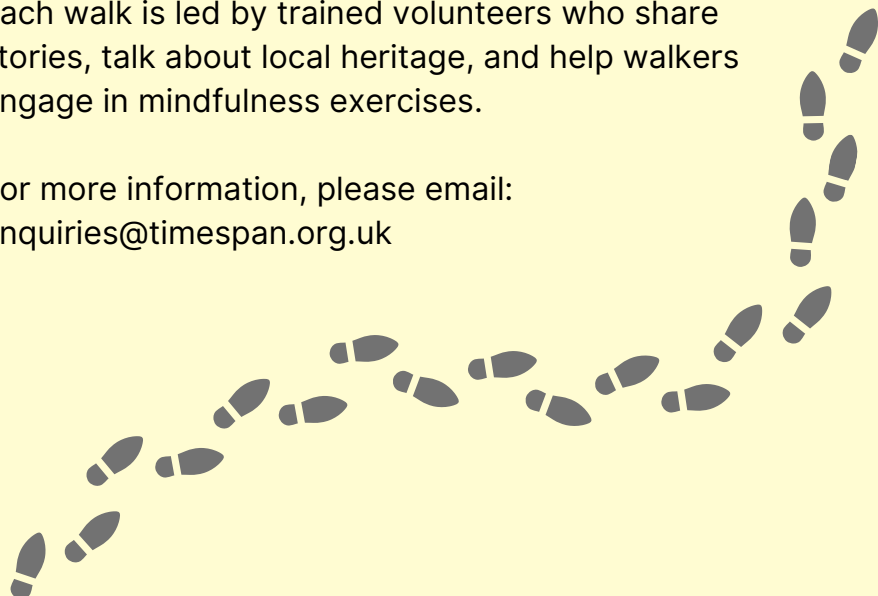 ach walk is led by trained volunteers who share
tories, talk about local heritage, and help walkers
ngage in mindfulness exercises.
or more information, please email:
nquiries@timespan.org.uk